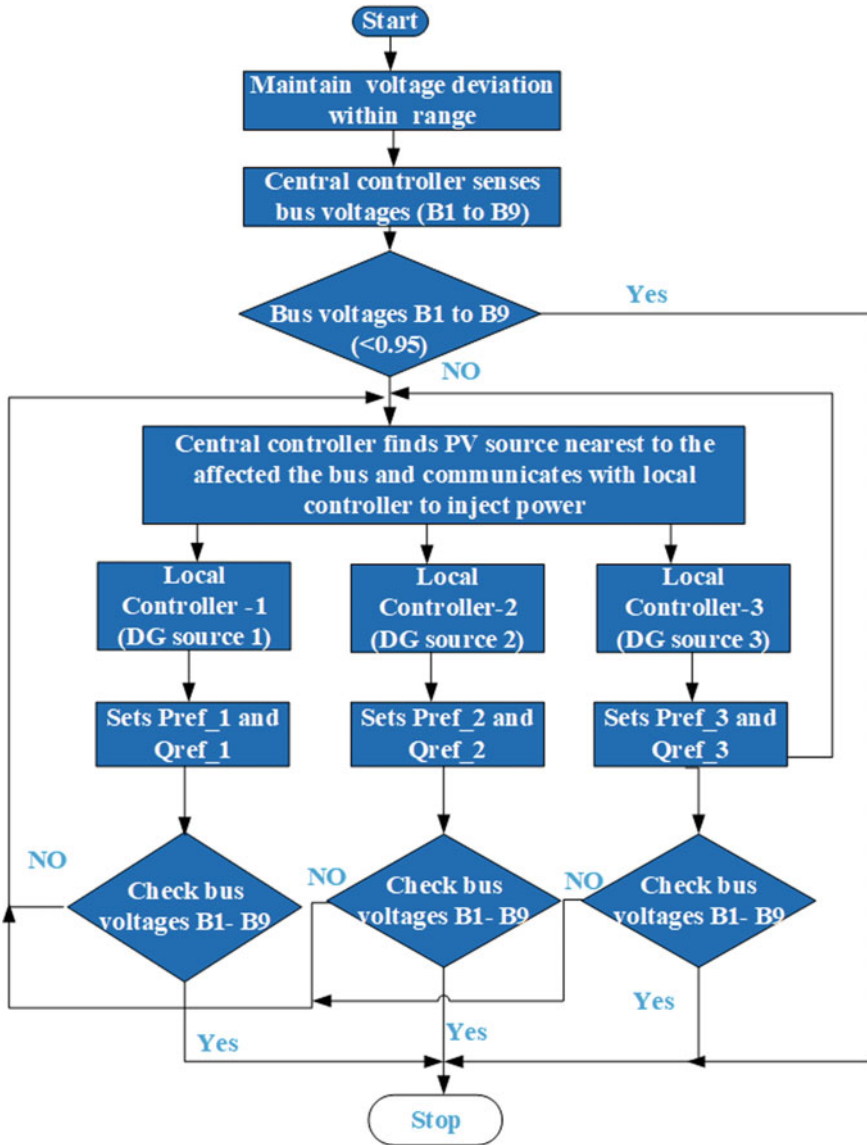 Start
Maintain voltage deviation
within range
Central controller senses
bus voltages (B1 to B9)
Bus voltages B1 to B9
(<0.95)
Yes
NO
Central controller finds PV source nearest to the
affected the bus and communicates with local
controller to inject power
Local
Controller -1
(DG source 1)
Local
Controller-2
(DG source 2)
Local
Controller-3
(DG source 3)
Sets Pref_1 and
Qref_1
Sets Pref_2 and
Qref_2
Sets Pref_3 and
Qref_3
NO
Check bus
voltages B1- B9
NO
Check bus
voltages B1- B9
NO
Check bus
voltages B1- B9
Yes
Yes
Yes
Stop